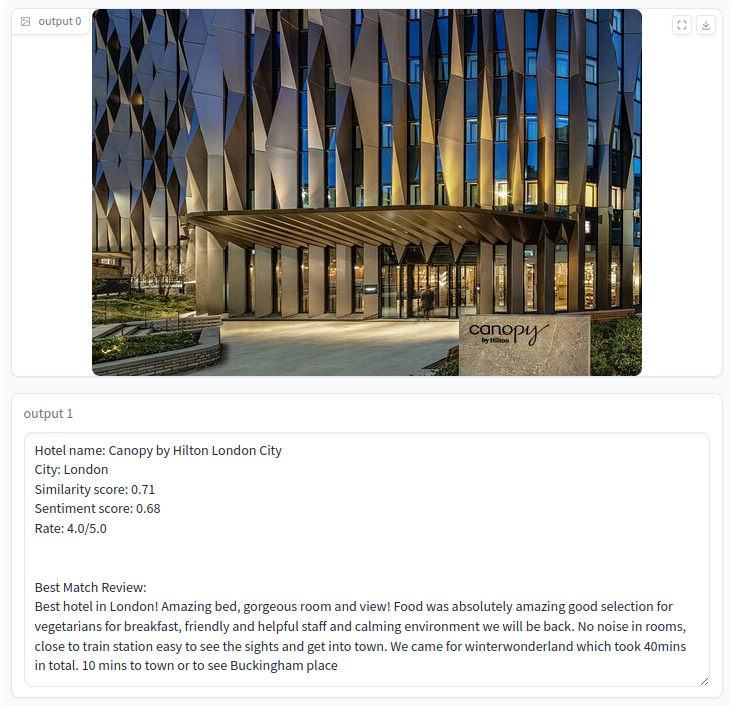 output 0
canopy
by Hilton
output 1
Hotel name: Canopy by Hilton London City
City: London
Similarity score: 0.71
Sentiment score: 0.68
Rate: 4.0/5.0
Best Match Review:
Best hotel in London! Amazing bed, gorgeous room and view! Food was absolutely amazing good selection for
vegetarians for breakfast, friendly and helpful staff and calming environment we will be back. No noise in rooms,
close to train station easy to see the sights and get into town. We came for winterwonderland which took 40mins
in total. 10 mins to town or to see Buckingham place